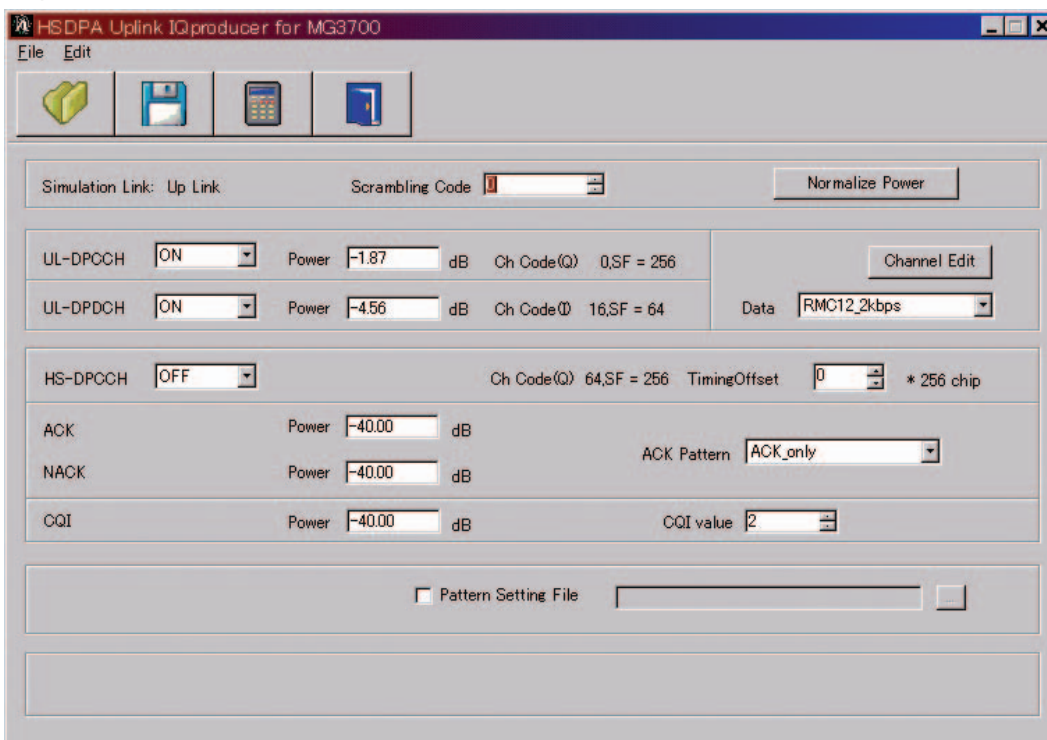 HSDPA Uplink IQproducer for MG3700
File Edit
Simulation Link: Up Link Scrambling Code 0 Normalize Power
UL-DPCCH ON Power -1.87 dB Ch Code(Q) 0,SF = 256 Channel Edit
UL-DPDCH ON Power -4.56 dB Ch Code(I) 16,SF = 64 Data RMC12_2kbps
HS-DPCCH OFF Ch Code(Q) 64,SF = 256 TimingOffset 0 * 256 chip
ACK Power -40.00 dB ACK Pattern ACK_only
NACK Power -40.00 dB
CQI Power -40.00 dB CQI value 2
Pattern Setting File ...